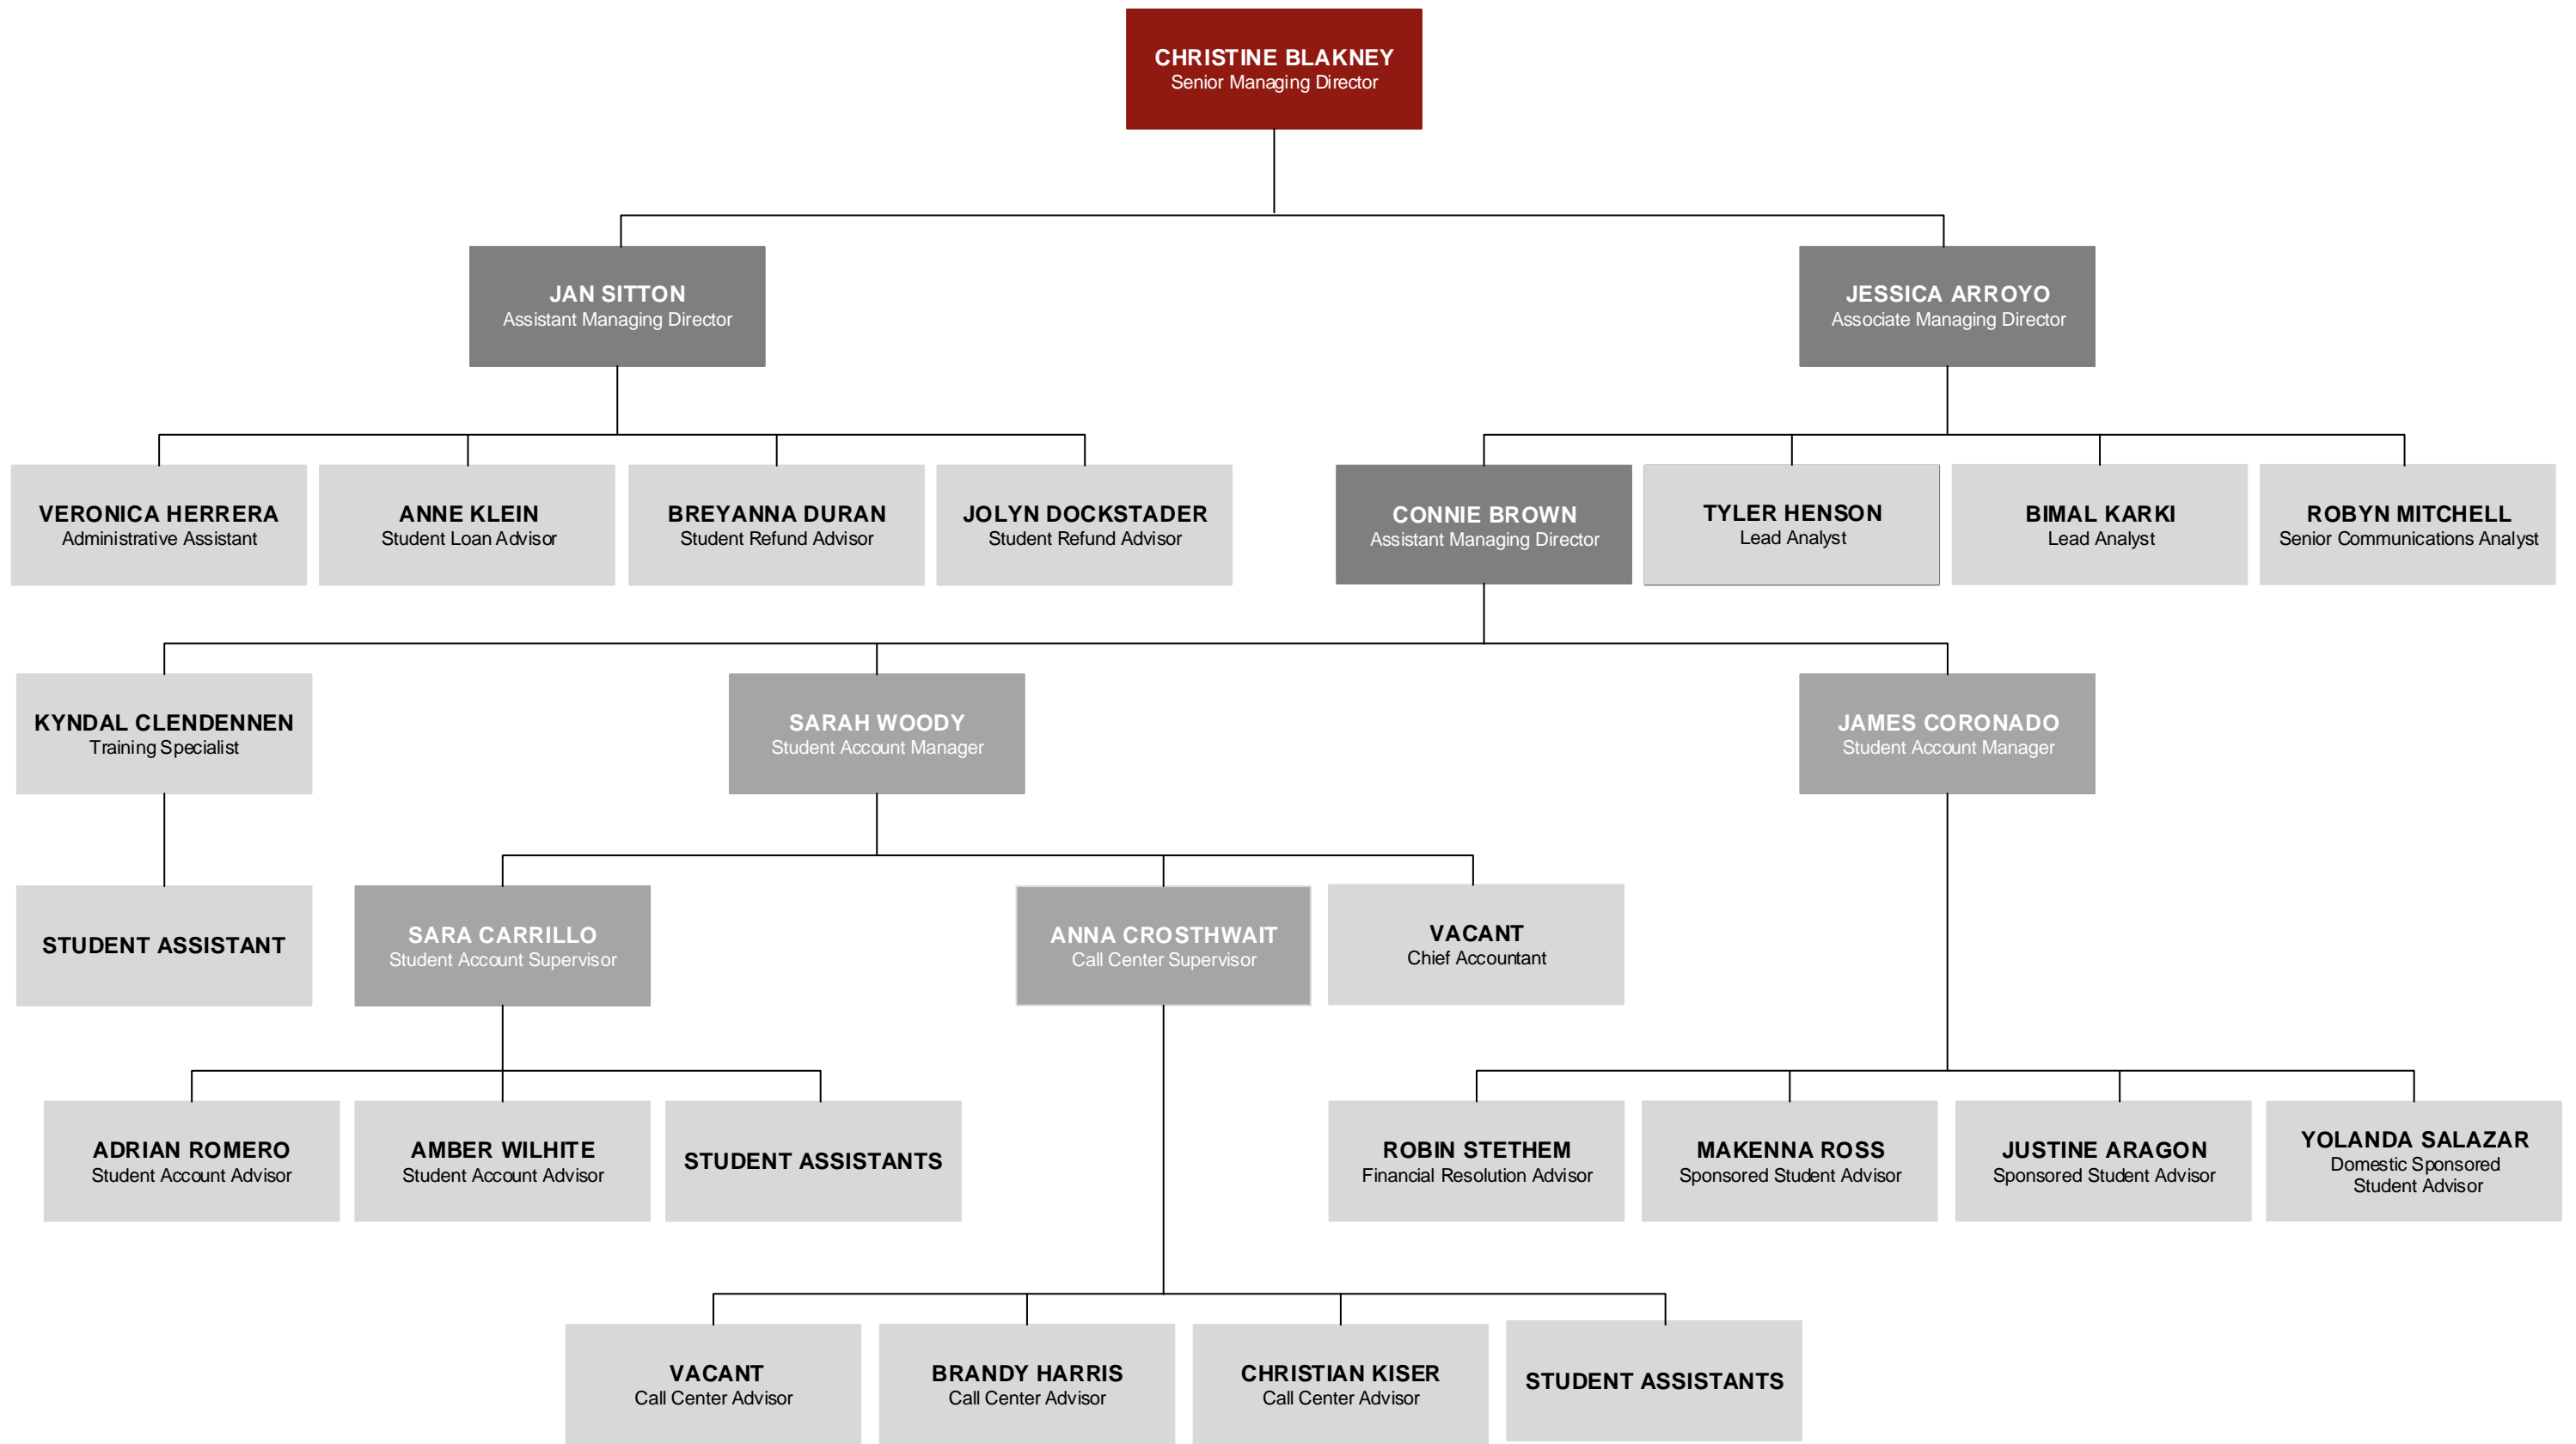 CHRISTINE BLAKNEY
Senior Managing Director
JAN SITTON
Assistant Managing Director
JESSICA ARROYO
Associate Managing Director
VERONICA HERRERA
Administrative Assistant
ANNE KLEIN
Student Loan Advisor
BREYANNA DURAN
Student Refund Advisor
JOLYN DOCKSTADER
Student Refund Advisor
CONNIE BROWN
Assistant Managing Director
TYLER HENSON
Lead Analyst
BIMAL KARKI
Lead Analyst
ROBYN MITCHELL
Senior Communications Analyst
KYNDAL CLENDENNEN
Training Specialist
SARAH WOODY
Student Account Manager
JAMES CORONADO
Student Account Manager
STUDENT ASSISTANT
SARA CARRILLO
Student Account Supervisor
ANNA CROSTHWAIT
Call Center Supervisor
VACANT
Chief Accountant
ADRIAN ROMERO
Student Account Advisor
AMBER WILHITE
Student Account Advisor
STUDENT ASSISTANTS
ROBIN STETHEM
Financial Resolution Advisor
MAKENNA ROSS
Sponsored Student Advisor
JUSTINE ARAGON
Sponsored Student Advisor
YOLANDA SALAZAR
Domestic Sponsored
Student Advisor
VACANT
Call Center Advisor
BRANDY HARRIS
Call Center Advisor
CHRISTIAN KISER
Call Center Advisor
STUDENT ASSISTANTS